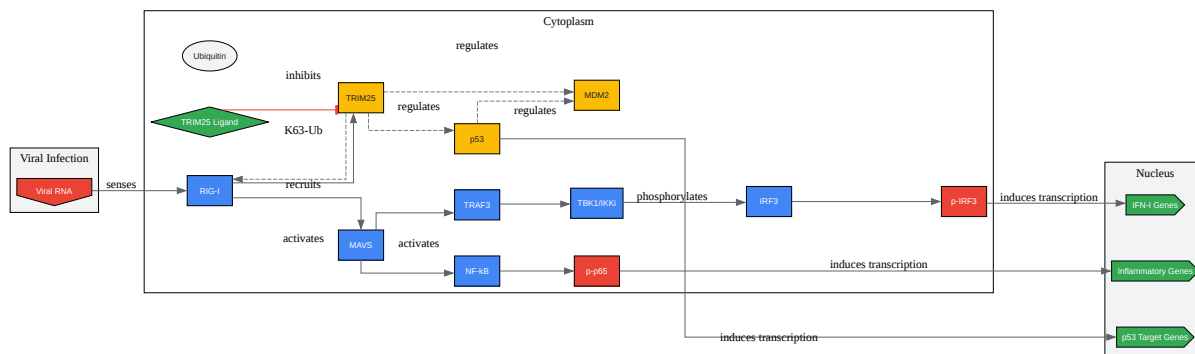 Cytoplasm
regulates
Ubiquitin
inhibits
TRIM25
MDM2
regulates
regulates
TRIM25 Ligand
K63-Ub
p53
Viral Infection
Nucleus
Viral RNA
senses
RIG-I
recruits
phosphorylates
induces transcription
TRAF3
TBK1/IKKi
IRF3
p-IRF3
IFN-I Genes
activates
activates
MAVS
induces transcription
NF-kB
p-p65
Inflammatory Genes
induces transcription
p53 Target Genes